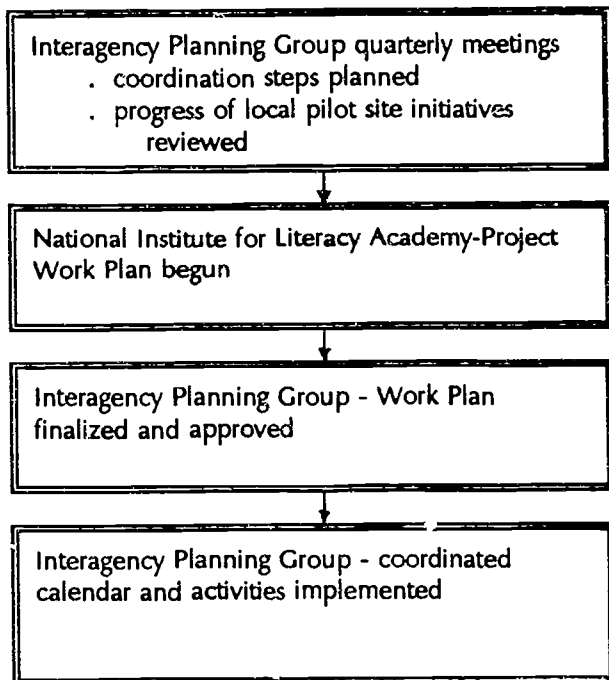 Interagency Planning Group quarterly meetings
. coordination steps planned
. progress of local pilot site initiatives
reviewed
National Institute for Literacy Academy-Project
Work Plan begun
Interagency Planning Group - Work Plan
finalized and approved
Interagency Planning Group - coordinated
calendar and activities implemented